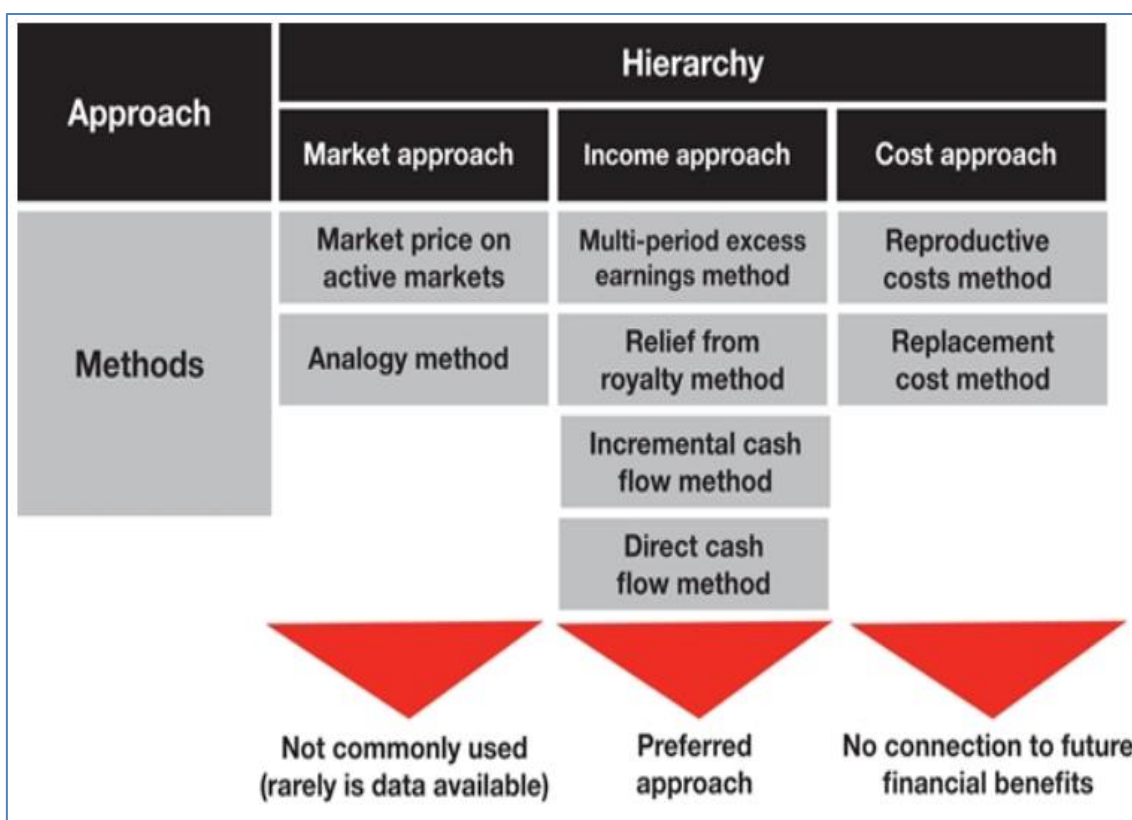 Approach
Hierarchy
Market approach
Income approach
Cost approach
Methods
Market price on
active markets
Analogy method
Multi-period excess
earnings method
Relief from
royalty method
Incremental cash
flow method
Direct cash
flow method
Reproductive
costs method
Replacement
cost method
Not commonly used
(rarely is data available)
Preferred
approach
No connection to future
financial benefits